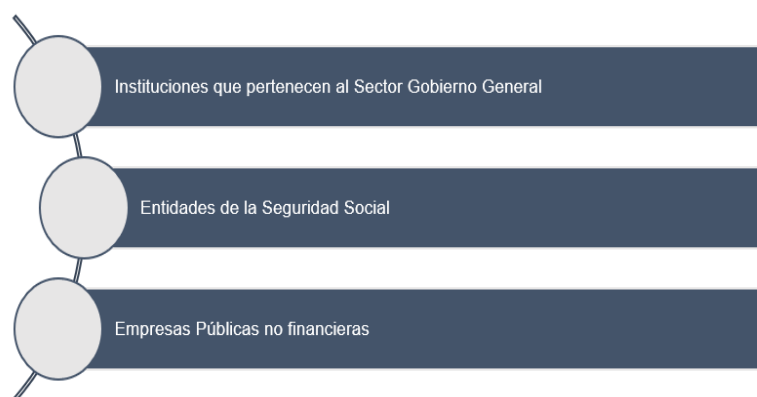 Instituciones que pertenecen al Sector Gobierno General
Entidades de la Seguridad Social
Empresas Públicas no financieras